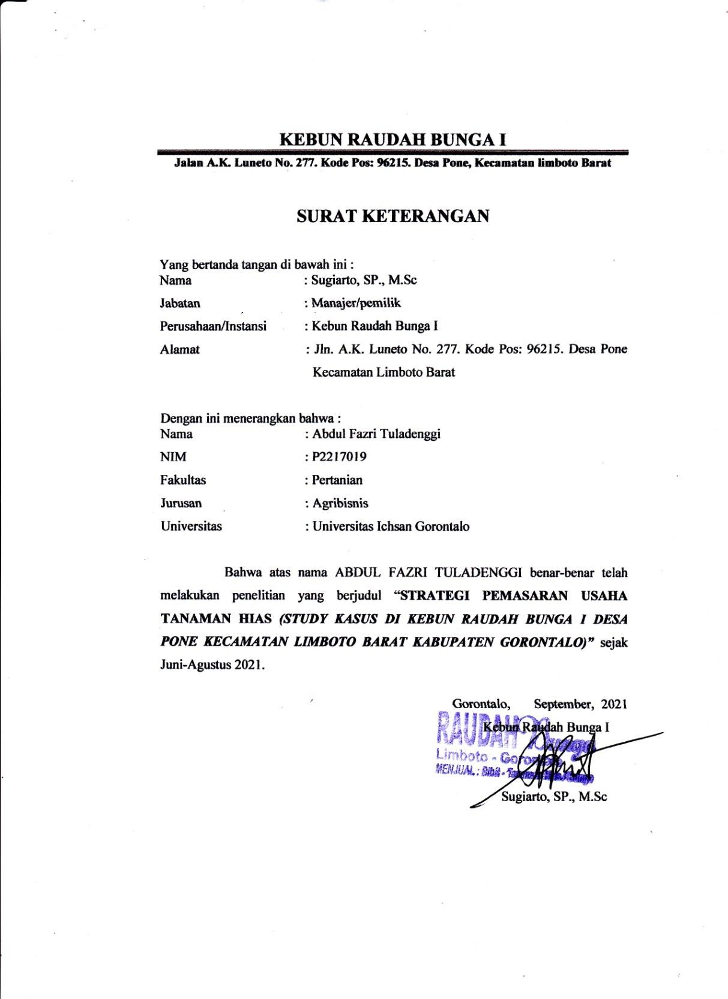 KEBUN RAUDAH BUNGA I
Jalan A.K. Luneto No. 277. Kode Pos: 96215. Desa Pone, Kecamatan limboto Barat
SURAT KETERANGAN
Yang bertanda tangan di bawah ini :
Nama : Sugiarto, SP., M.Sc
Jabatan : Manajer/pemilik
Perusahaan/Instansi : Kebun Raudah Bunga I
Alamat : Jln. A.K. Luneto No. 277. Kode Pos: 96215. Desa Pone
Kecamatan Limboto Barat
Dengan ini menerangkan bahwa :
Nama : Abdul Fazri Tuladenggi
NIM : P2217019
Fakultas : Pertanian
Jurusan : Agribisnis
Universitas : Universitas Ichsan Gorontalo
Bahwa atas nama ABDUL FAZRI TULADENGGI benar-benar telah
melakukan penelitian yang berjudul “STRATEGI PEMASARAN USAHA
TANAMAN HIAS (STUDY KASUS DI KEBUN RAUDAH BUNGA I DESA
PONE KECAMATAN LIMBOTO BARAT KABUPATEN GORONTALO)” sejak
Juni-Agustus 2021.
Gorontalo, September, 2021
Kebun Raudah Bunga I
RAUDAH Bunga
Limboto - Gorontalo
MENJUAL : Bibit -
Sugiarto, SP., M.Sc